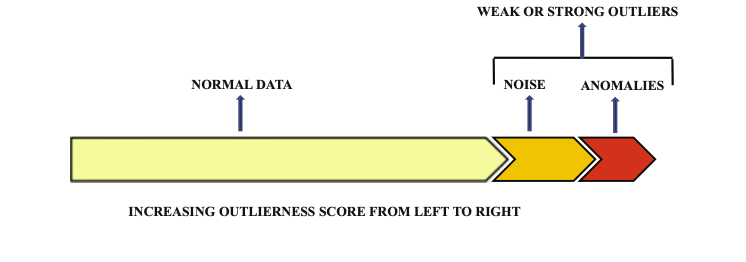 WEAK OR STRONG OUTLIERS
NORMAL DATA
NOISE
ANOMALIES
INCREASING OUTLIERNESS SCORE FROM LEFT TO RIGHT